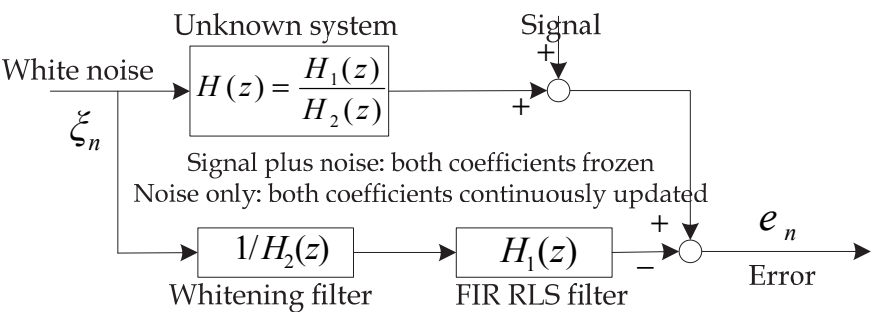 Unknown system
Signal
White noise
H(z) = H₁(z) / H₂(z)
+
+
ξₙ
Signal plus noise: both coefficients frozen
Noise only: both coefficients continuously updated
+
eₙ
1/H₂(z)
H₁(z)
−
Error
Whitening filter
FIR RLS filter